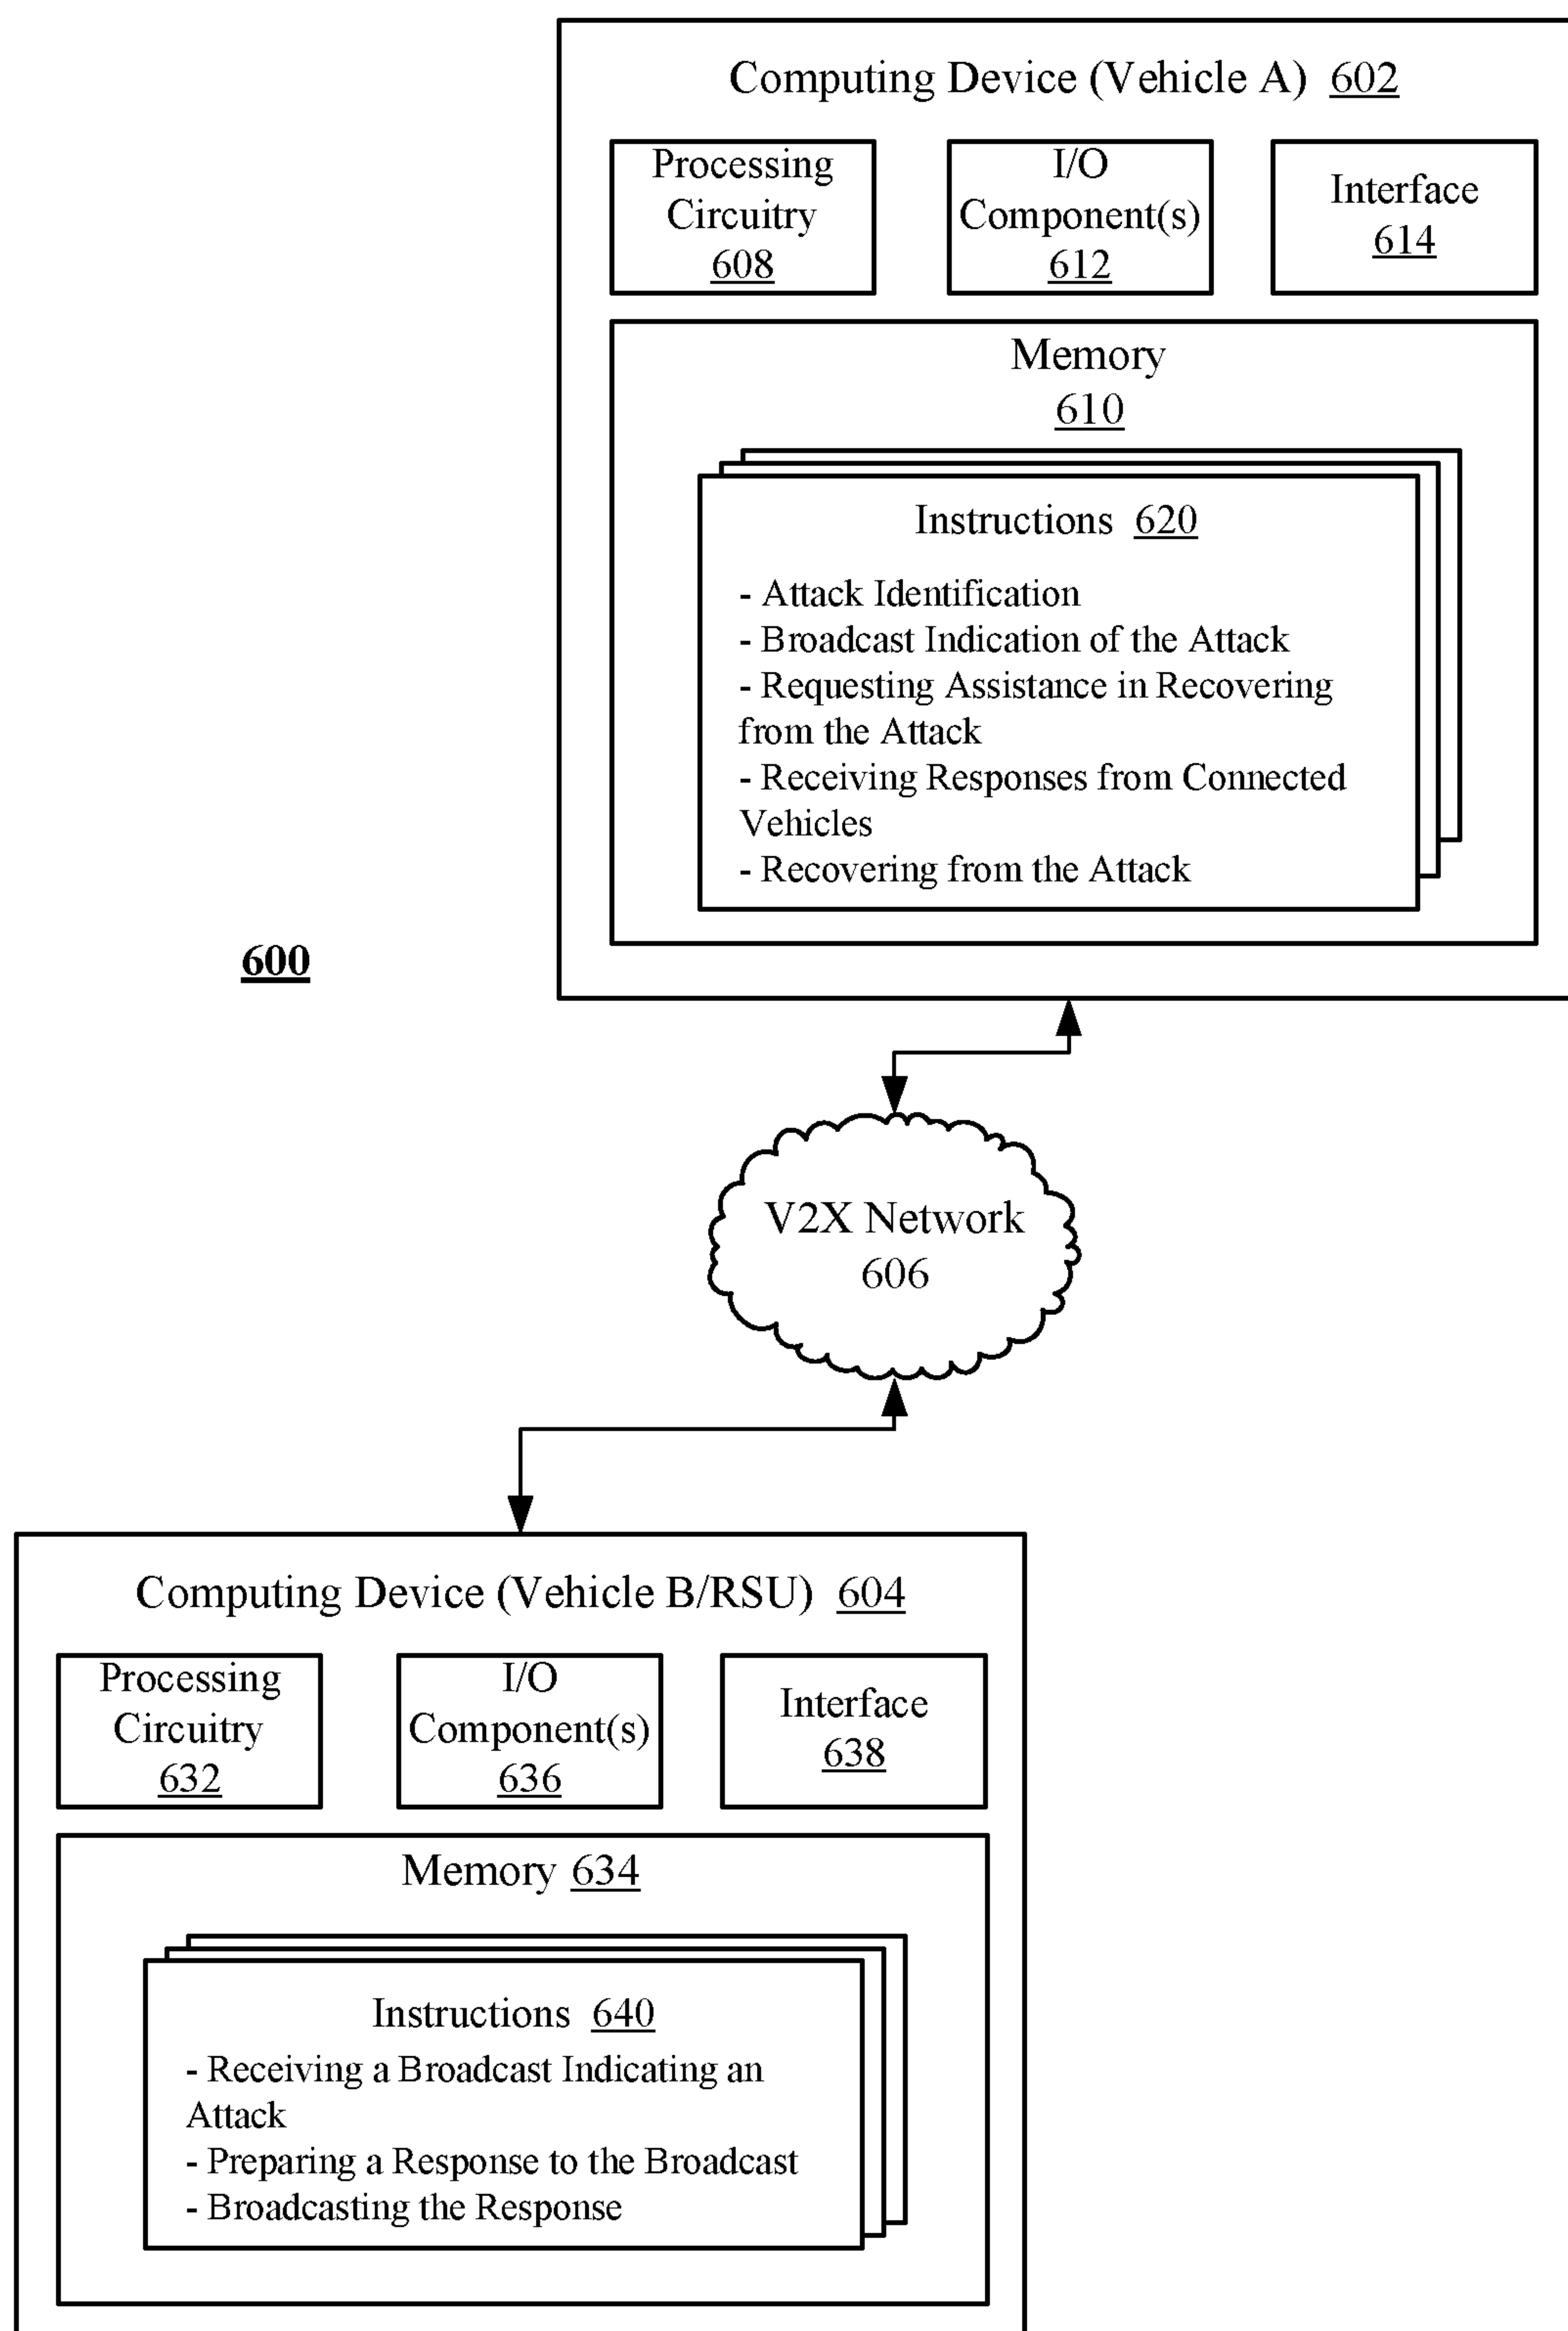 Computing Device (Vehicle A) 602
Processing
Circuitry
608
I/O
Component(s)
612
Interface
614
Memory
610
Instructions 620
- Attack Identification
- Broadcast Indication of the Attack
- Requesting Assistance in Recovering
from the Attack
- Receiving Responses from Connected
Vehicles
- Recovering from the Attack
600
V2X Network
606
Computing Device (Vehicle B/RSU) 604
Processing
Circuitry
632
I/O
Component(s)
636
Interface
638
Memory 634
Instructions 640
- Receiving a Broadcast Indicating an
Attack
- Preparing a Response to the Broadcast
- Broadcasting the Response